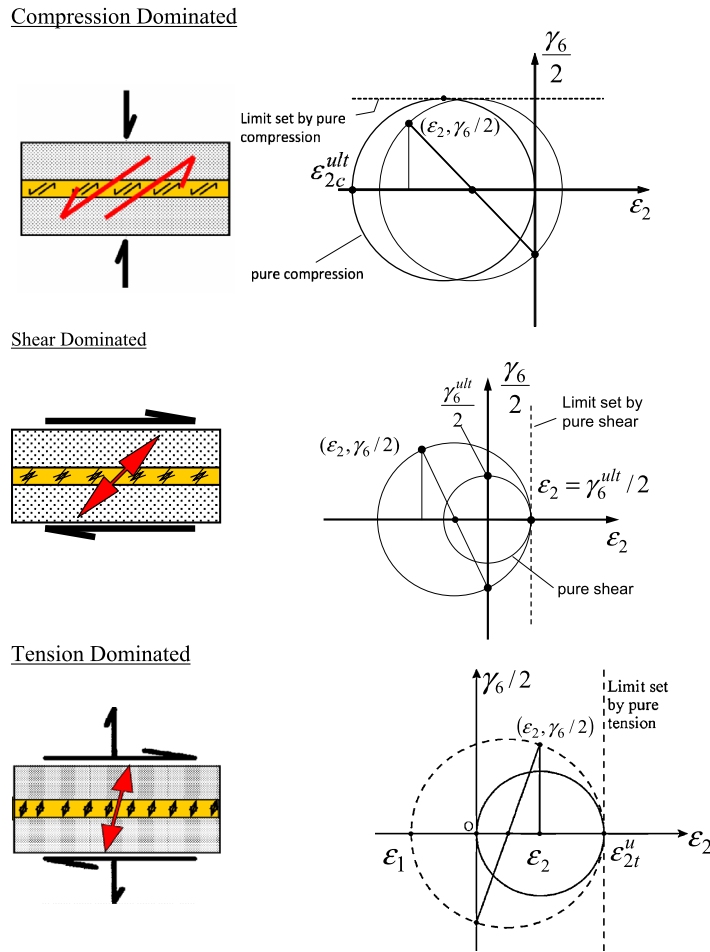 Compression Dominated
γ₆/2
Limit set by pure
compression
(ε₂, γ₆/2)
ε₂c^ult
ε₂
pure compression
Shear Dominated
γ₆^ult/2
γ₆/2
Limit set by
pure shear
(ε₂, γ₆/2)
ε₂ = γ₆^ult/2
ε₂
pure shear
Tension Dominated
γ₆/2
Limit set
by pure
tension
(ε₂, γ₆/2)
O
ε₁
ε₂
ε₂t^u
ε₂